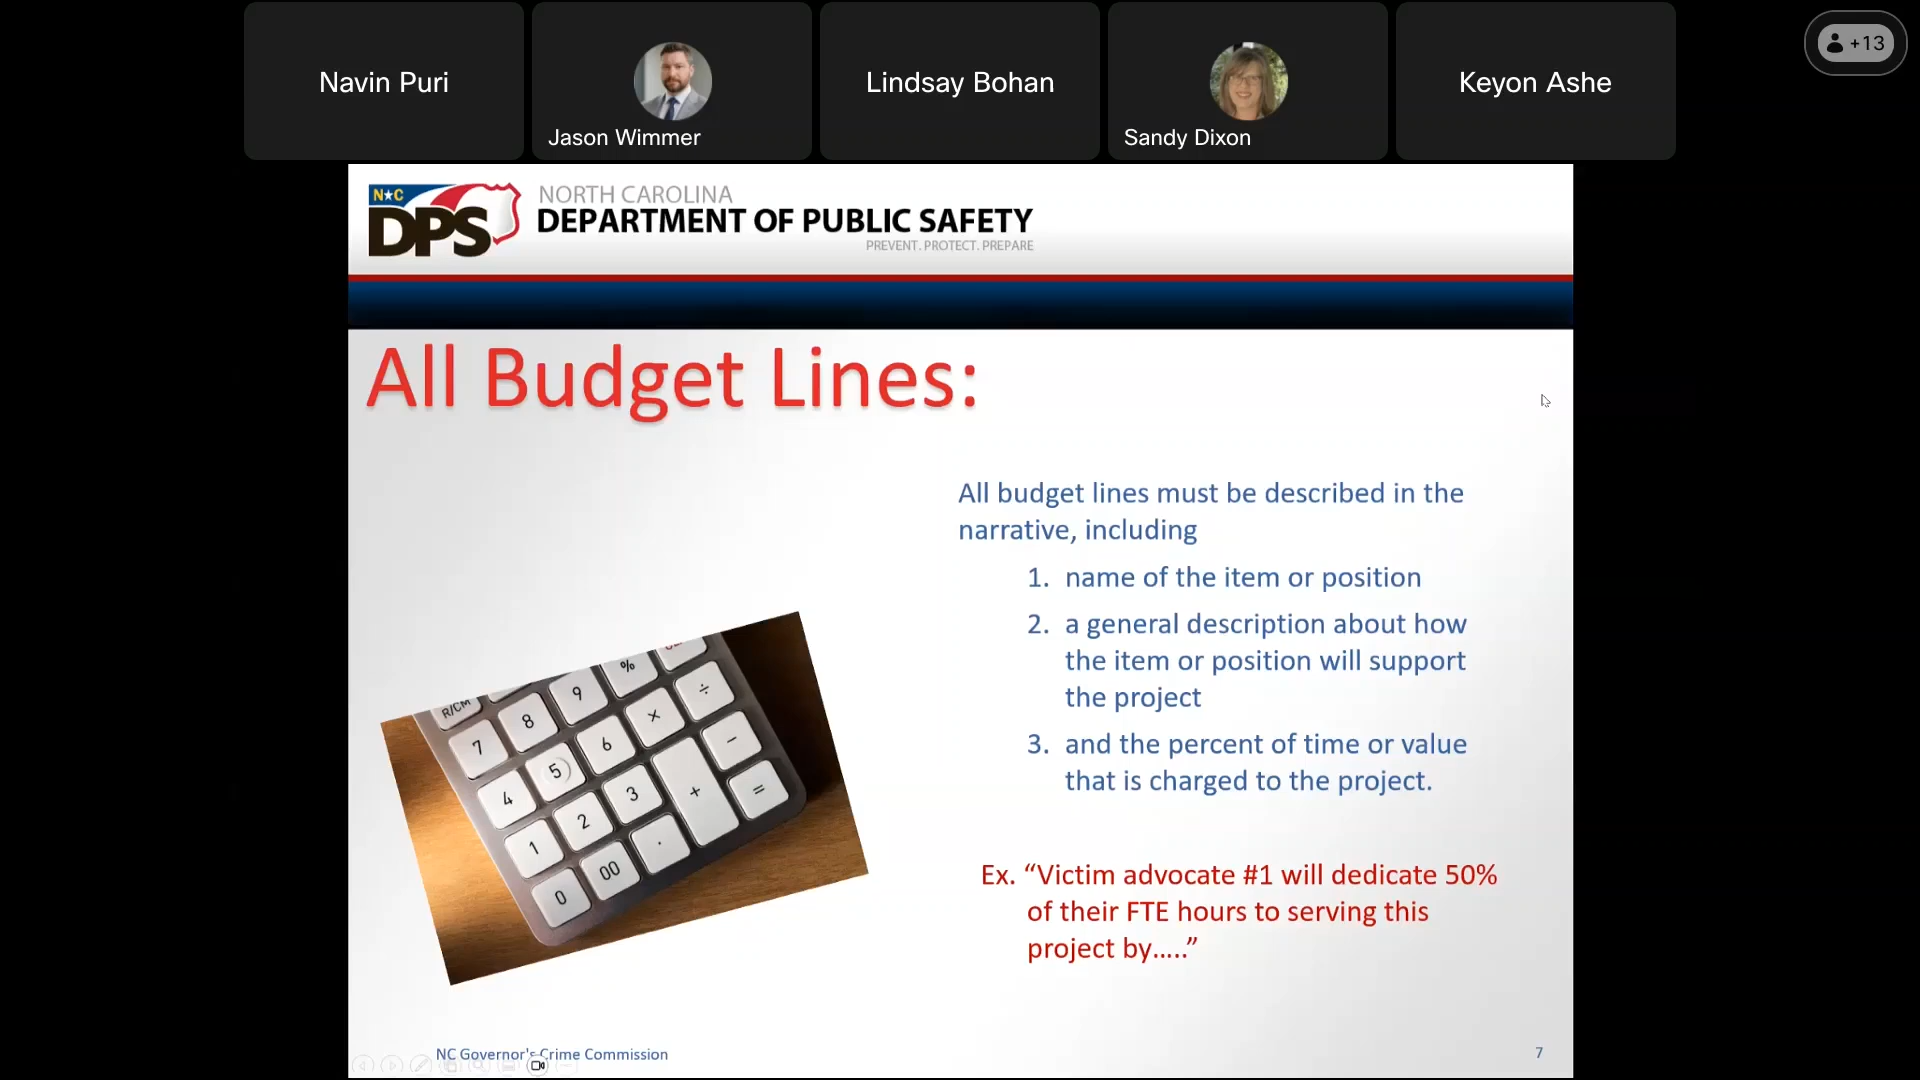 Navin Puri
Jason Wimmer
Lindsay Bohan
Sandy Dixon
Keyon Ashe
+13
N★C
DPS
NORTH CAROLINA
DEPARTMENT OF PUBLIC SAFETY
PREVENT. PROTECT. PREPARE
All Budget Lines:
All budget lines must be described in the
narrative, including
1. name of the item or position
2. a general description about how
the item or position will support
the project
3. and the percent of time or value
that is charged to the project.
Ex. “Victim advocate #1 will dedicate 50%
of their FTE hours to serving this
project by…..”
R/CM
%
7 8 9 ÷
4 5 6 ×
1 2 3 + −
0 00 . =
NC Governor's Crime Commission
7